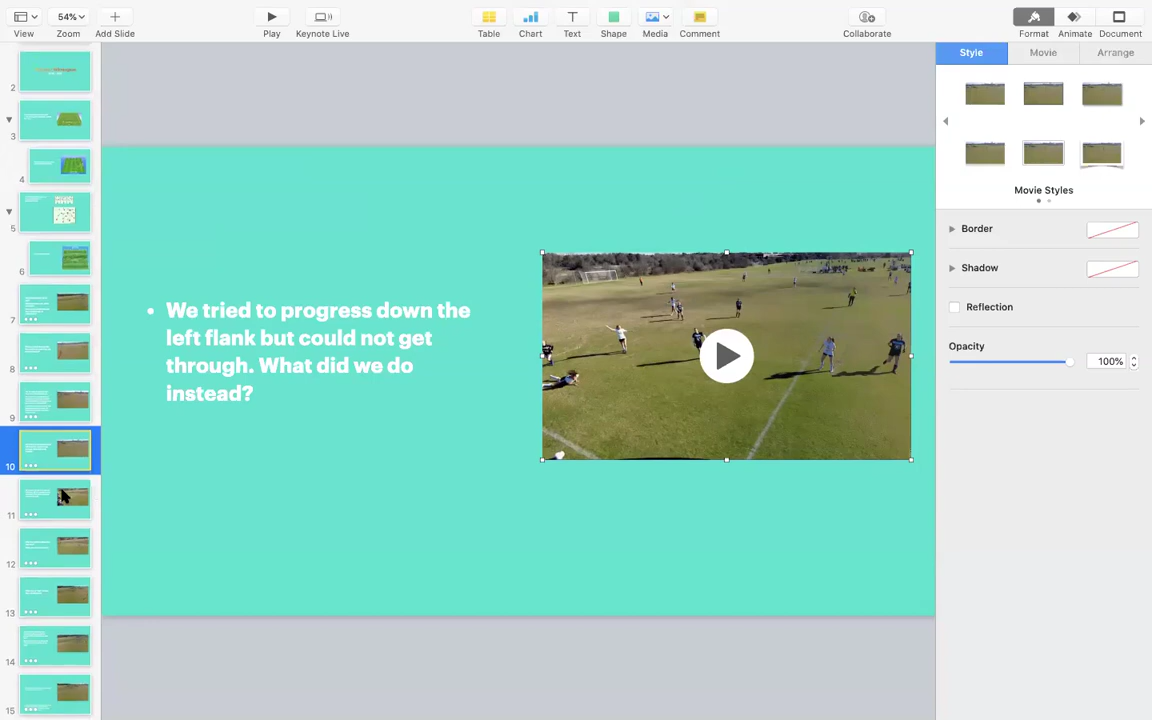 54%
View
Zoom
Add Slide
Play
Keynote Live
Table
Chart
Text
Shape
Media
Comment
Collaborate
Format
Animate
Document
2
3
4
5
6
7
8
9
10
11
12
13
14
15
• We tried to progress down the
left flank but could not get
through. What did we do
instead?
Style
Movie
Arrange
Movie Styles
Border
Shadow
Reflection
Opacity
100%